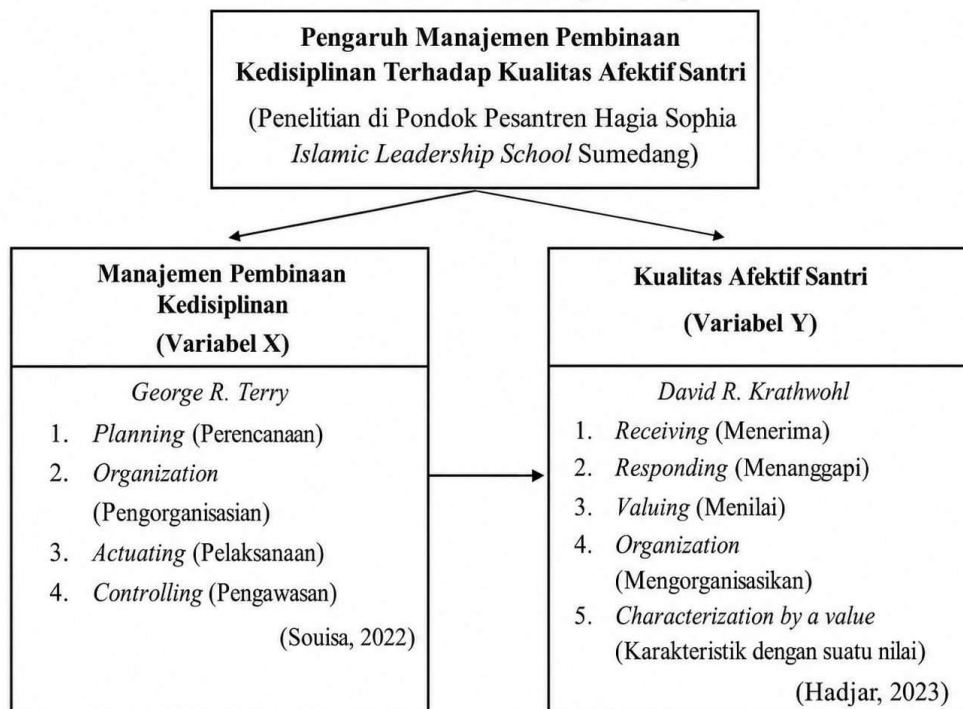 Pengaruh Manajemen Pembinaan
Kedisiplinan Terhadap Kualitas Afektif Santri
(Penelitian di Pondok Pesantren Hagia Sophia
Islamic Leadership School Sumedang)
Manajemen Pembinaan
Kedisiplinan
(Variabel X)
George R. Terry
1. Planning (Perencanaan)
2. Organization
(Pengorganisasian)
3. Actuating (Pelaksanaan)
4. Controlling (Pengawasan)
(Souisa, 2022)
Kualitas Afektif Santri
(Variabel Y)
David R. Krathwohl
1. Receiving (Menerima)
2. Responding (Menanggapi)
3. Valuing (Menilai)
4. Organization
(Mengorganisasikan)
5. Characterization by a value
(Karakteristik dengan suatu nilai)
(Hadjar, 2023)